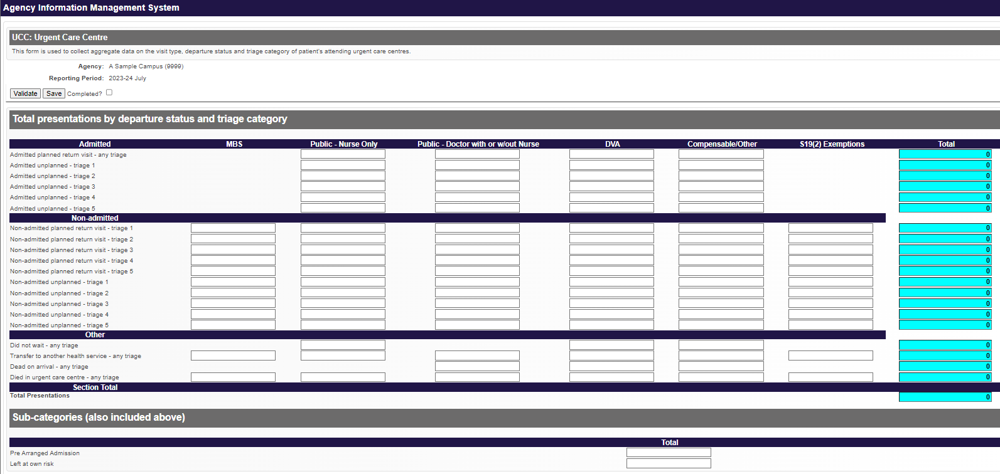 Agency Information Management System
UCC: Urgent Care Centre
This form is used to collect aggregate data on the visit type, departure status and triage category of patient's attending urgent care centres.
Agency: A Sample Campus (9999)
Reporting Period: 2023-24 July
Validate Save Completed?
Total presentations by departure status and triage category
Admitted MBS Public - Nurse Only Public - Doctor with or w/out Nurse DVA Compensable/Other S19(2) Exemptions Total
Admitted planned return visit - any triage 0
Admitted unplanned - triage 1 0
Admitted unplanned - triage 2 0
Admitted unplanned - triage 3 0
Admitted unplanned - triage 4 0
Admitted unplanned - triage 5 0
Non-admitted
Non-admitted planned return visit - triage 1 0
Non-admitted planned return visit - triage 2 0
Non-admitted planned return visit - triage 3 0
Non-admitted planned return visit - triage 4 0
Non-admitted planned return visit - triage 5 0
Non-admitted unplanned - triage 1 0
Non-admitted unplanned - triage 2 0
Non-admitted unplanned - triage 3 0
Non-admitted unplanned - triage 4 0
Non-admitted unplanned - triage 5 0
Other
Did not wait - any triage 0
Transfer to another health service - any triage 0
Dead on arrival - any triage 0
Died in urgent care centre - any triage 0
Section Total
Total Presentations 0
Sub-categories (also included above)
Total
Pre Arranged Admission
Left at own risk